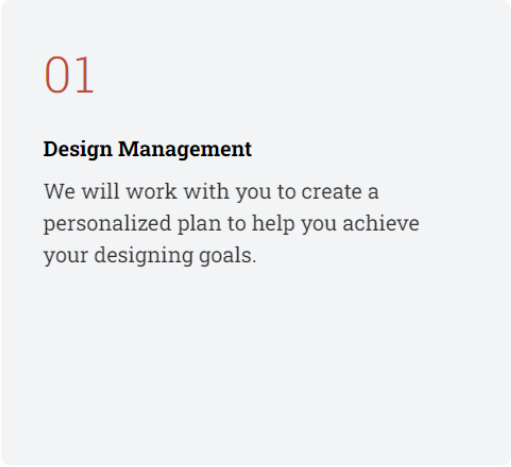 01
Design Management
We will work with you to create a
personalized plan to help you achieve
your designing goals.